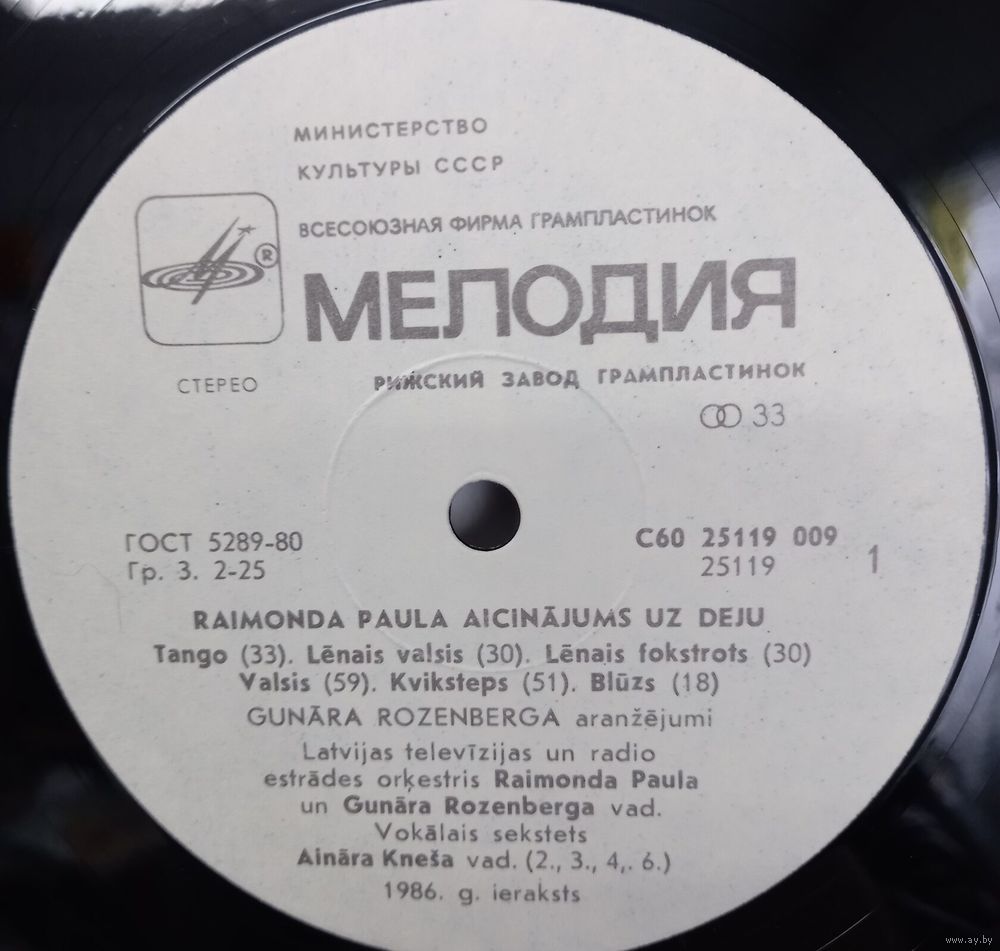 МИНИСТЕРСТВО
КУЛЬТУРЫ СССР
ВСЕСОЮЗНАЯ ФИРМА ГРАМПЛАСТИНОК
®
МЕЛОДИЯ
СТЕРЕО
РИЖСКИЙ ЗАВОД ГРАМПЛАСТИНОК
33
ГОСТ 5289-80
Гр. 3. 2-25
С60 25119 009
25119
1
RAIMONDA PAULA AICINĀJUMS UZ DEJU
Tango (33). Lēnais valsis (30). Lēnais fokstrots (30)
Valsis (59). Kviksteps (51). Blūzs (18)
GUNĀRA ROZENBERGA aranžējumi
Latvijas televīzijas un radio
estrādes orķestris Raimonda Paula
un Gunāra Rozenberga vad.
Vokālais sekstets
Aināra Kneša vad. (2., 3., 4,. 6.)
1986. g. ieraksts
www.ay.by